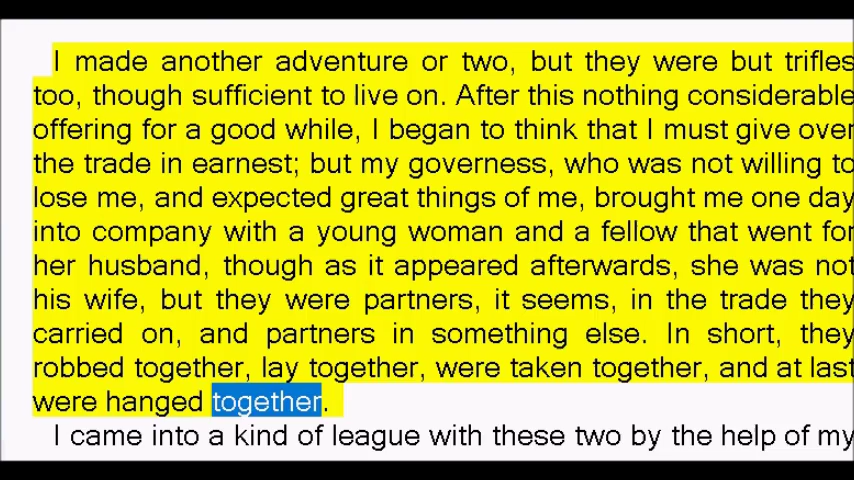 I made another adventure or two, but they were but trifles
too, though sufficient to live on. After this nothing considerable
offering for a good while, I began to think that I must give over
the trade in earnest; but my governess, who was not willing to
lose me, and expected great things of me, brought me one day
into company with a young woman and a fellow that went for
her husband, though as it appeared afterwards, she was not
his wife, but they were partners, it seems, in the trade they
carried on, and partners in something else. In short, they
robbed together, lay together, were taken together, and at last
were hanged together.
I came into a kind of league with these two by the help of my